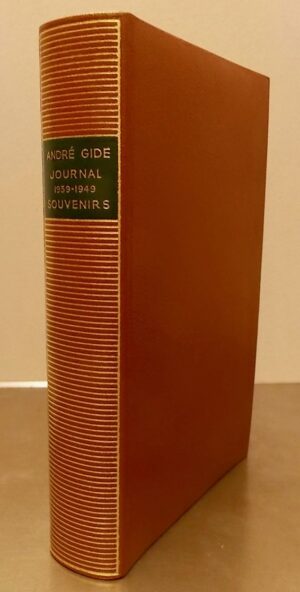 ANDRÉ GIDE
JOURNAL
1939-1949
SOUVENIRS